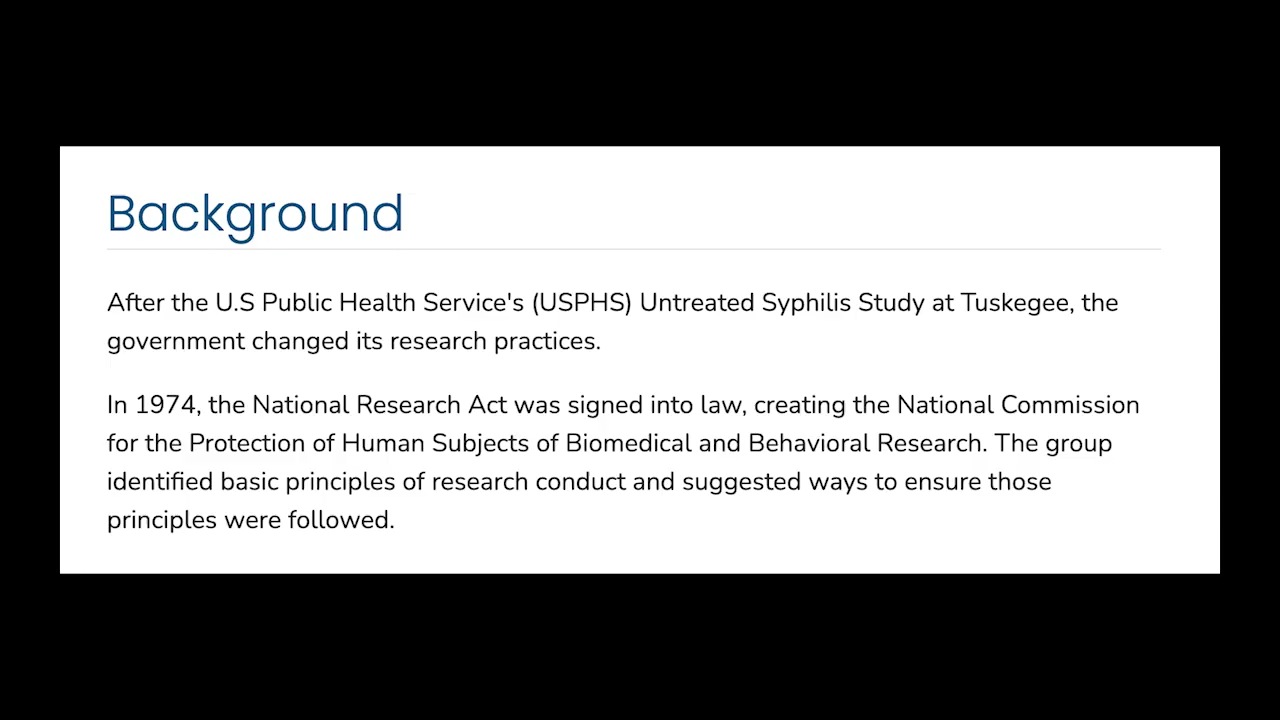 Background
After the U.S Public Health Service's (USPHS) Untreated Syphilis Study at Tuskegee, the
government changed its research practices.
In 1974, the National Research Act was signed into law, creating the National Commission
for the Protection of Human Subjects of Biomedical and Behavioral Research. The group
identified basic principles of research conduct and suggested ways to ensure those
principles were followed.